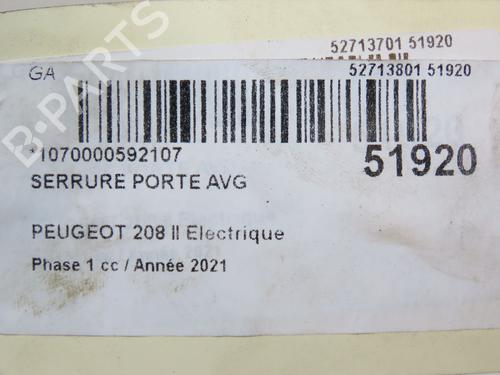 52713701 51920
GA
52713801 51920
*1070000592107
51920
SERRURE PORTE AVG
PEUGEOT 208 II Electrique
Phase 1 cc / Année 2021
B-PARTS